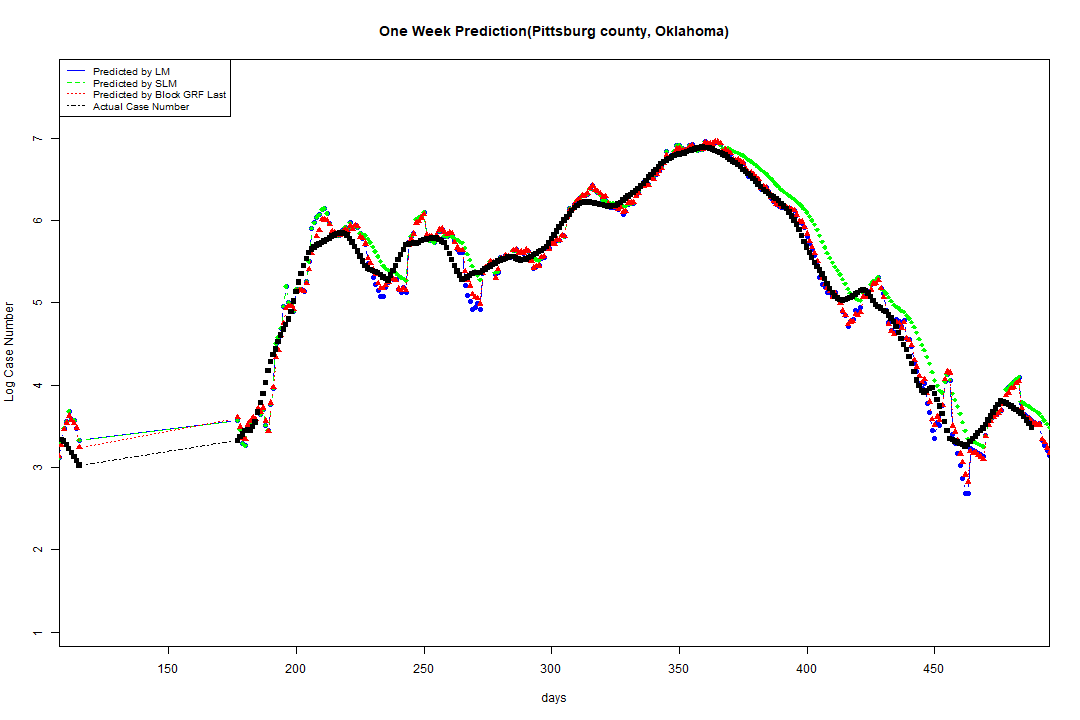 One Week Prediction(Pittsburg county, Oklahoma)
Predicted by LM
Predicted by SLM
Predicted by Block GRF Last
Actual Case Number
Log Case Number
7
6
5
4
3
2
1
150 200 250 300 350 400 450
days